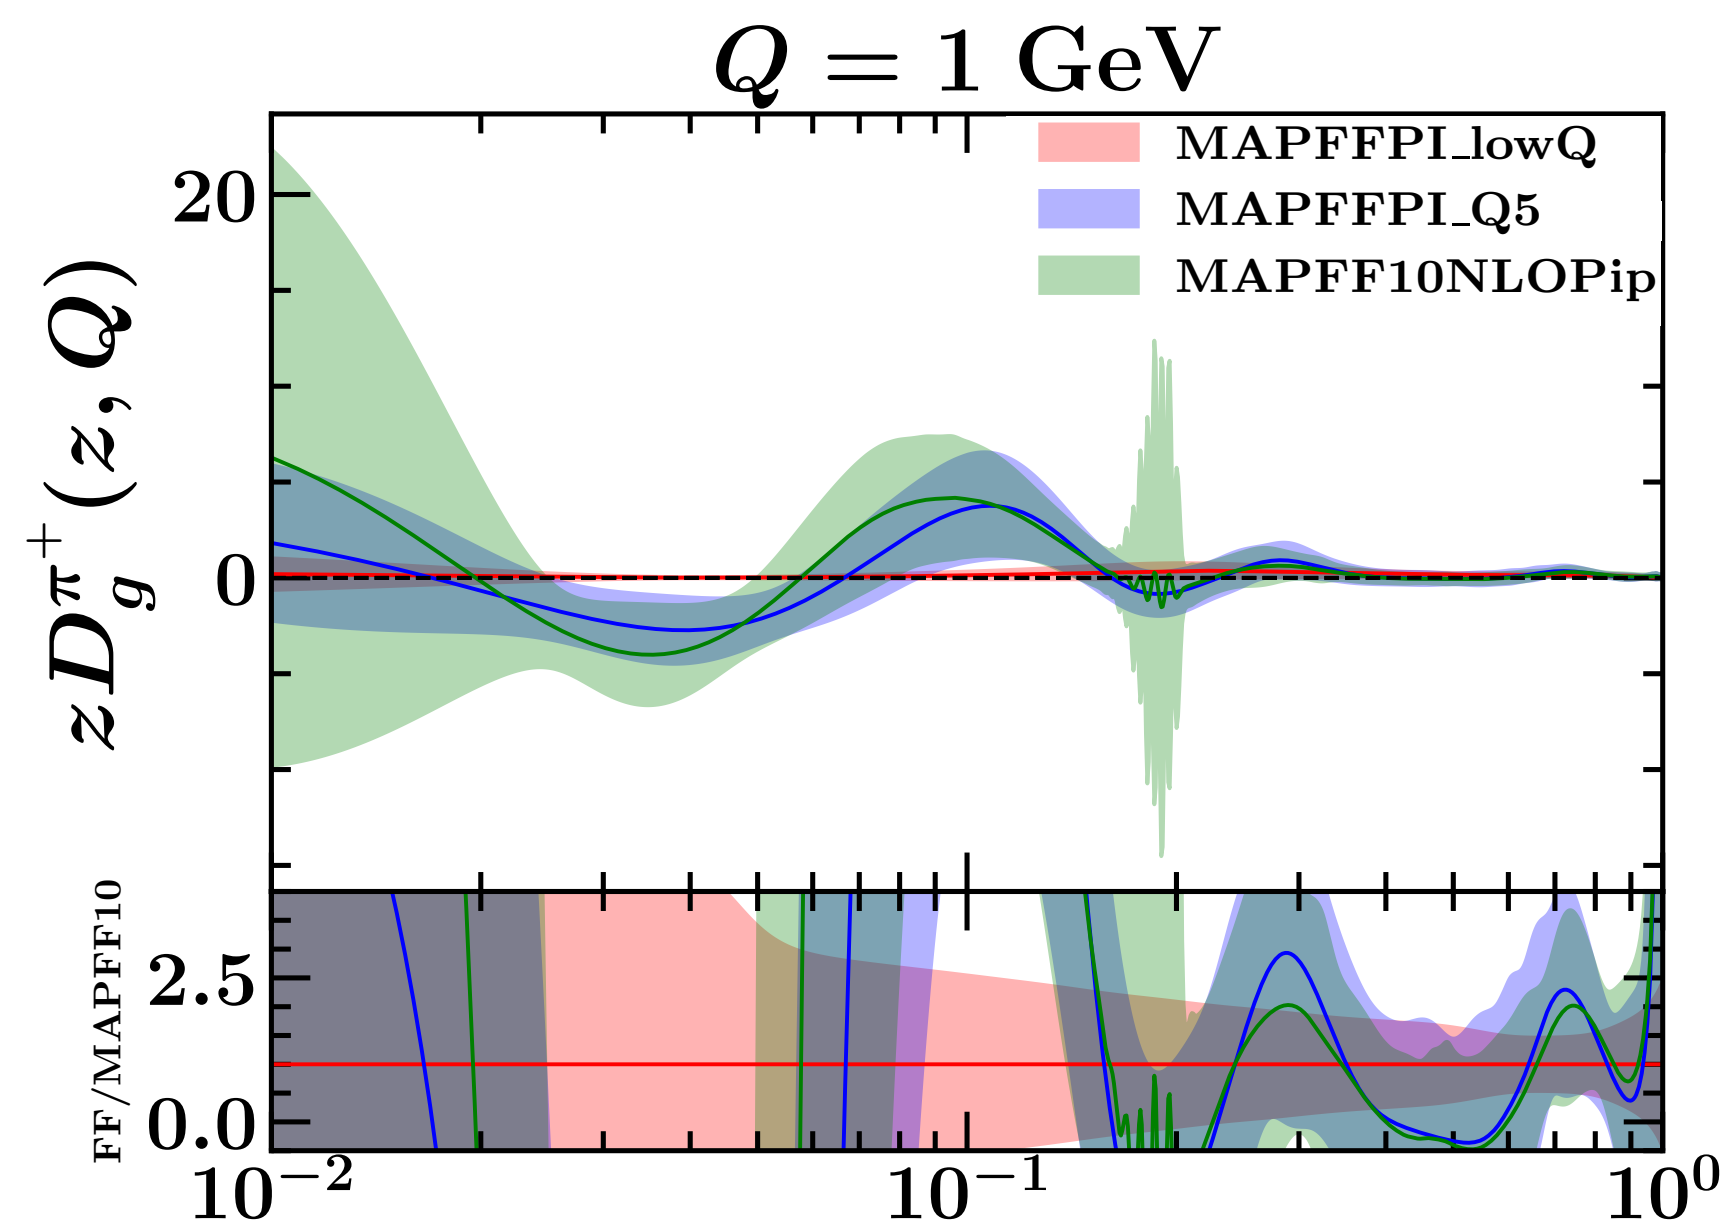 Q = 1 GeV
MAPFFPI_lowQ
MAPFFPI_Q5
MAPFF10NLOPip
z D_g^{π^+}(z, Q)
20
0
FF/MAPFF10
2.5
0.0
10^{−2}
10^{−1}
10^{0}